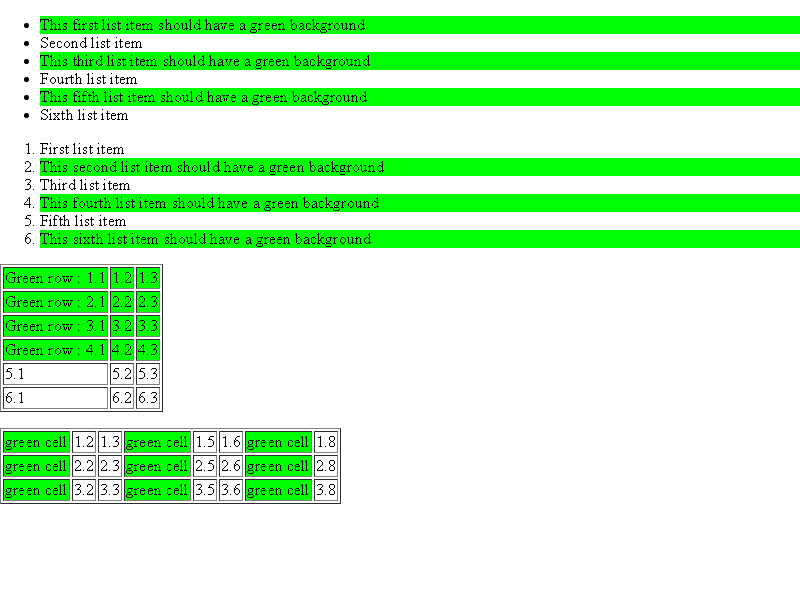 • This first list item should have a green background
• Second list item
• This third list item should have a green background
• Fourth list item
• This fifth list item should have a green background
• Sixth list item
1. First list item
2. This second list item should have a green background
3. Third list item
4. This fourth list item should have a green background
5. Fifth list item
6. This sixth list item should have a green background
Green row : 1.1 1.2 1.3
Green row : 2.1 2.2 2.3
Green row : 3.1 3.2 3.3
Green row : 4.1 4.2 4.3
5.1 5.2 5.3
6.1 6.2 6.3
green cell 1.2 1.3 green cell 1.5 1.6 green cell 1.8
green cell 2.2 2.3 green cell 2.5 2.6 green cell 2.8
green cell 3.2 3.3 green cell 3.5 3.6 green cell 3.8